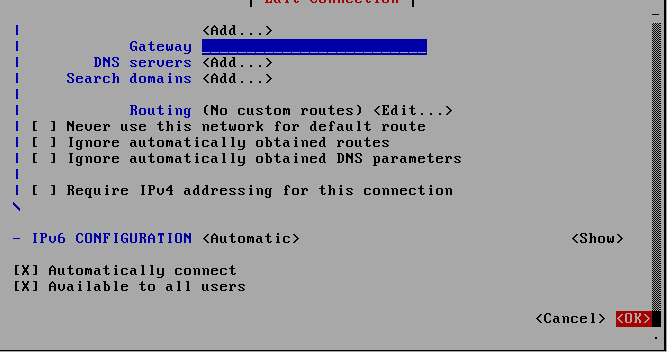 Edit Connection
<Add...>
Gateway
DNS servers <Add...>
Search domains <Add...>
Routing (No custom routes) <Edit...>
[ ] Never use this network for default route
[ ] Ignore automatically obtained routes
[ ] Ignore automatically obtained DNS parameters
[ ] Require IPv4 addressing for this connection
- IPv6 CONFIGURATION <Automatic> <Show>
[X] Automatically connect
[X] Available to all users
<Cancel> <OK>